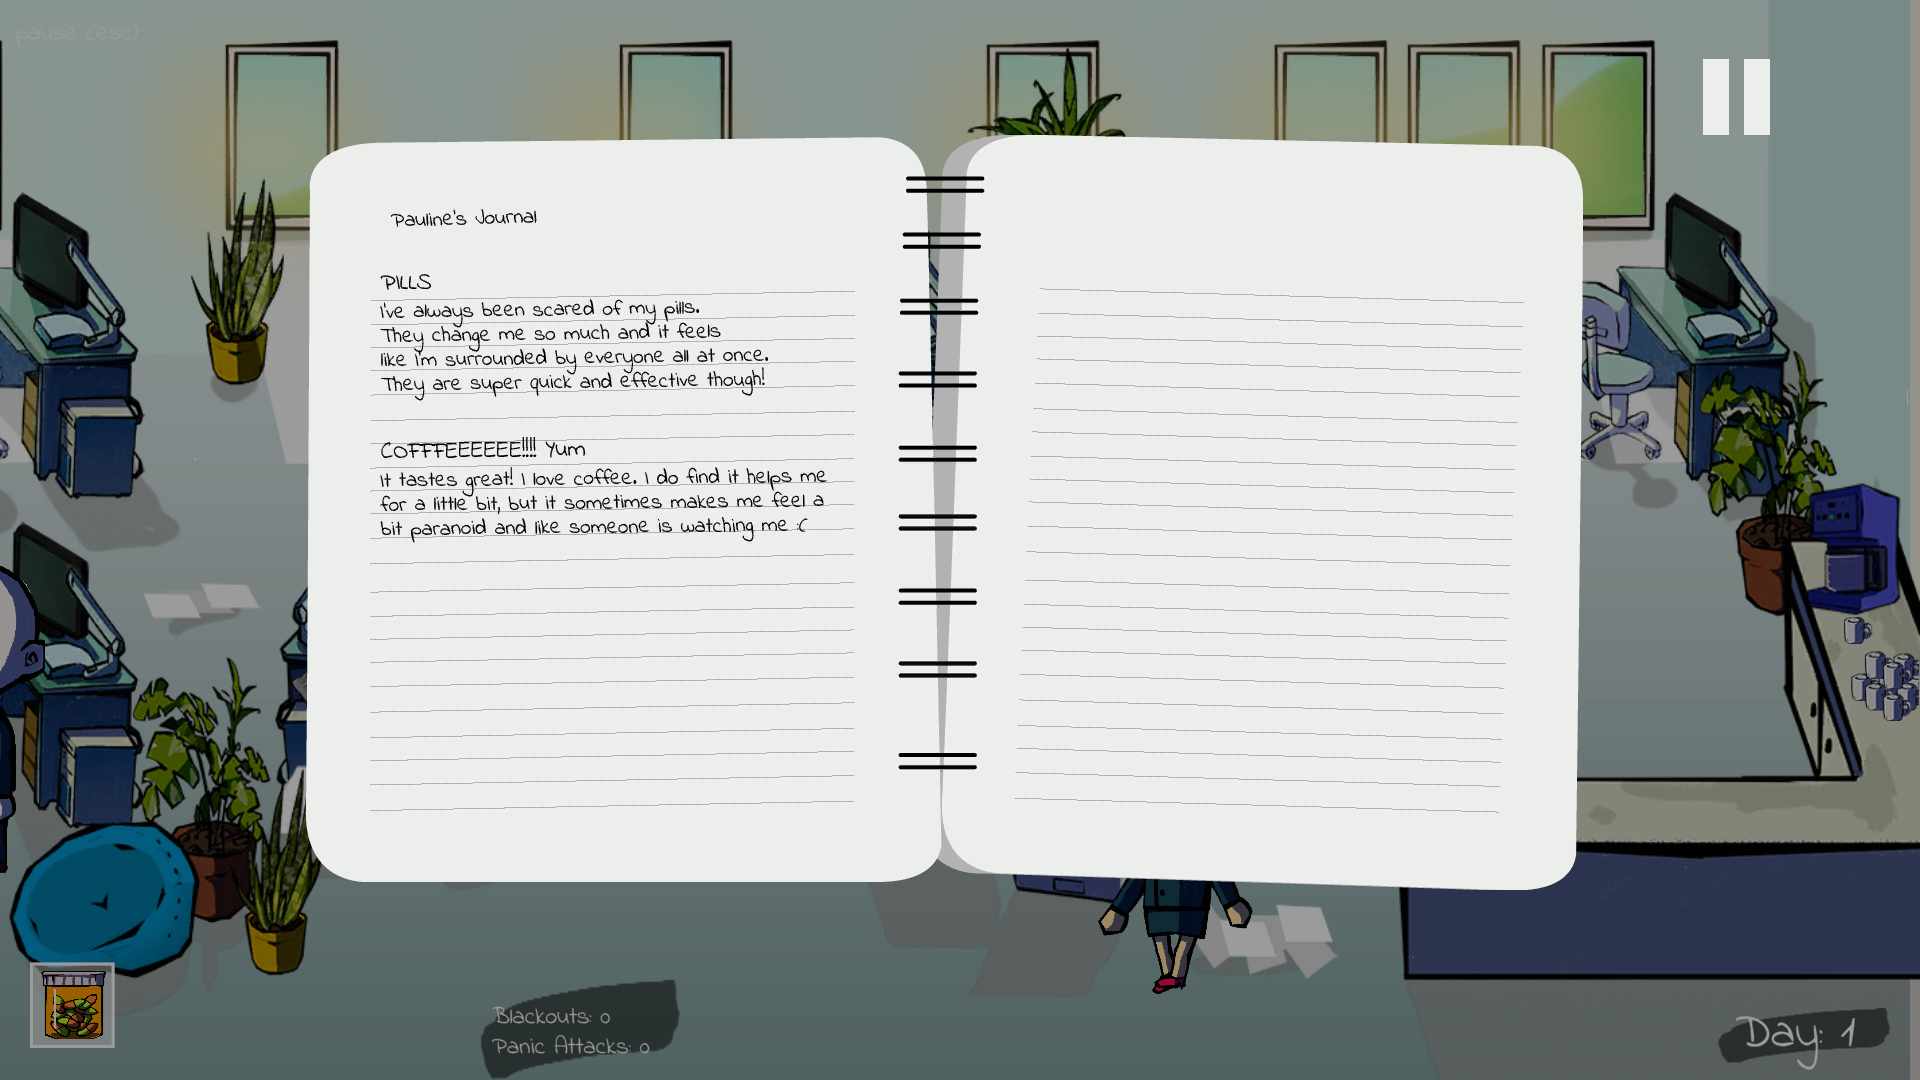 pause (esc)
Pauline's Journal
PILLS
I've always been scared of my pills.
They change me so much and it feels
like I'm surrounded by everyone all at once.
They are super quick and effective though!
COFFFEEEEEE!!!! Yum
It tastes great! I love coffee. I do find it helps me
for a little bit, but it sometimes makes me feel a
bit paranoid and like someone is watching me :(
Blackouts: 0
Panic Attacks: 0
Day: 1